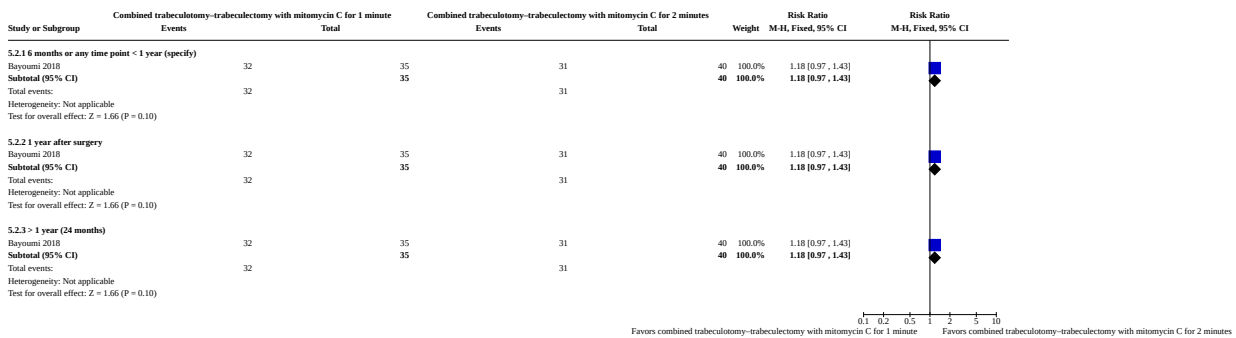 Combined trabeculotomy–trabeculectomy with mitomycin C for 1 minute Combined trabeculotomy–trabeculectomy with mitomycin C for 2 minutes Risk Ratio Risk Ratio
Study or Subgroup Events Total Events Total Weight M-H, Fixed, 95% CI M-H, Fixed, 95% CI
5.2.1 6 months or any time point < 1 year (specify)
Bayoumi 2018 32 35 31 40 100.0% 1.18 [0.97 , 1.43]
Subtotal (95% CI) 35 40 100.0% 1.18 [0.97 , 1.43]
Total events: 32 31
Heterogeneity: Not applicable
Test for overall effect: Z = 1.66 (P = 0.10)
5.2.2 1 year after surgery
Bayoumi 2018 32 35 31 40 100.0% 1.18 [0.97 , 1.43]
Subtotal (95% CI) 35 40 100.0% 1.18 [0.97 , 1.43]
Total events: 32 31
Heterogeneity: Not applicable
Test for overall effect: Z = 1.66 (P = 0.10)
5.2.3 > 1 year (24 months)
Bayoumi 2018 32 35 31 40 100.0% 1.18 [0.97 , 1.43]
Subtotal (95% CI) 35 40 100.0% 1.18 [0.97 , 1.43]
Total events: 32 31
Heterogeneity: Not applicable
Test for overall effect: Z = 1.66 (P = 0.10)
0.1 0.2 0.5 1 2 5 10
Favors combined trabeculotomy–trabeculectomy with mitomycin C for 1 minute Favors combined trabeculotomy–trabeculectomy with mitomycin C for 2 minutes